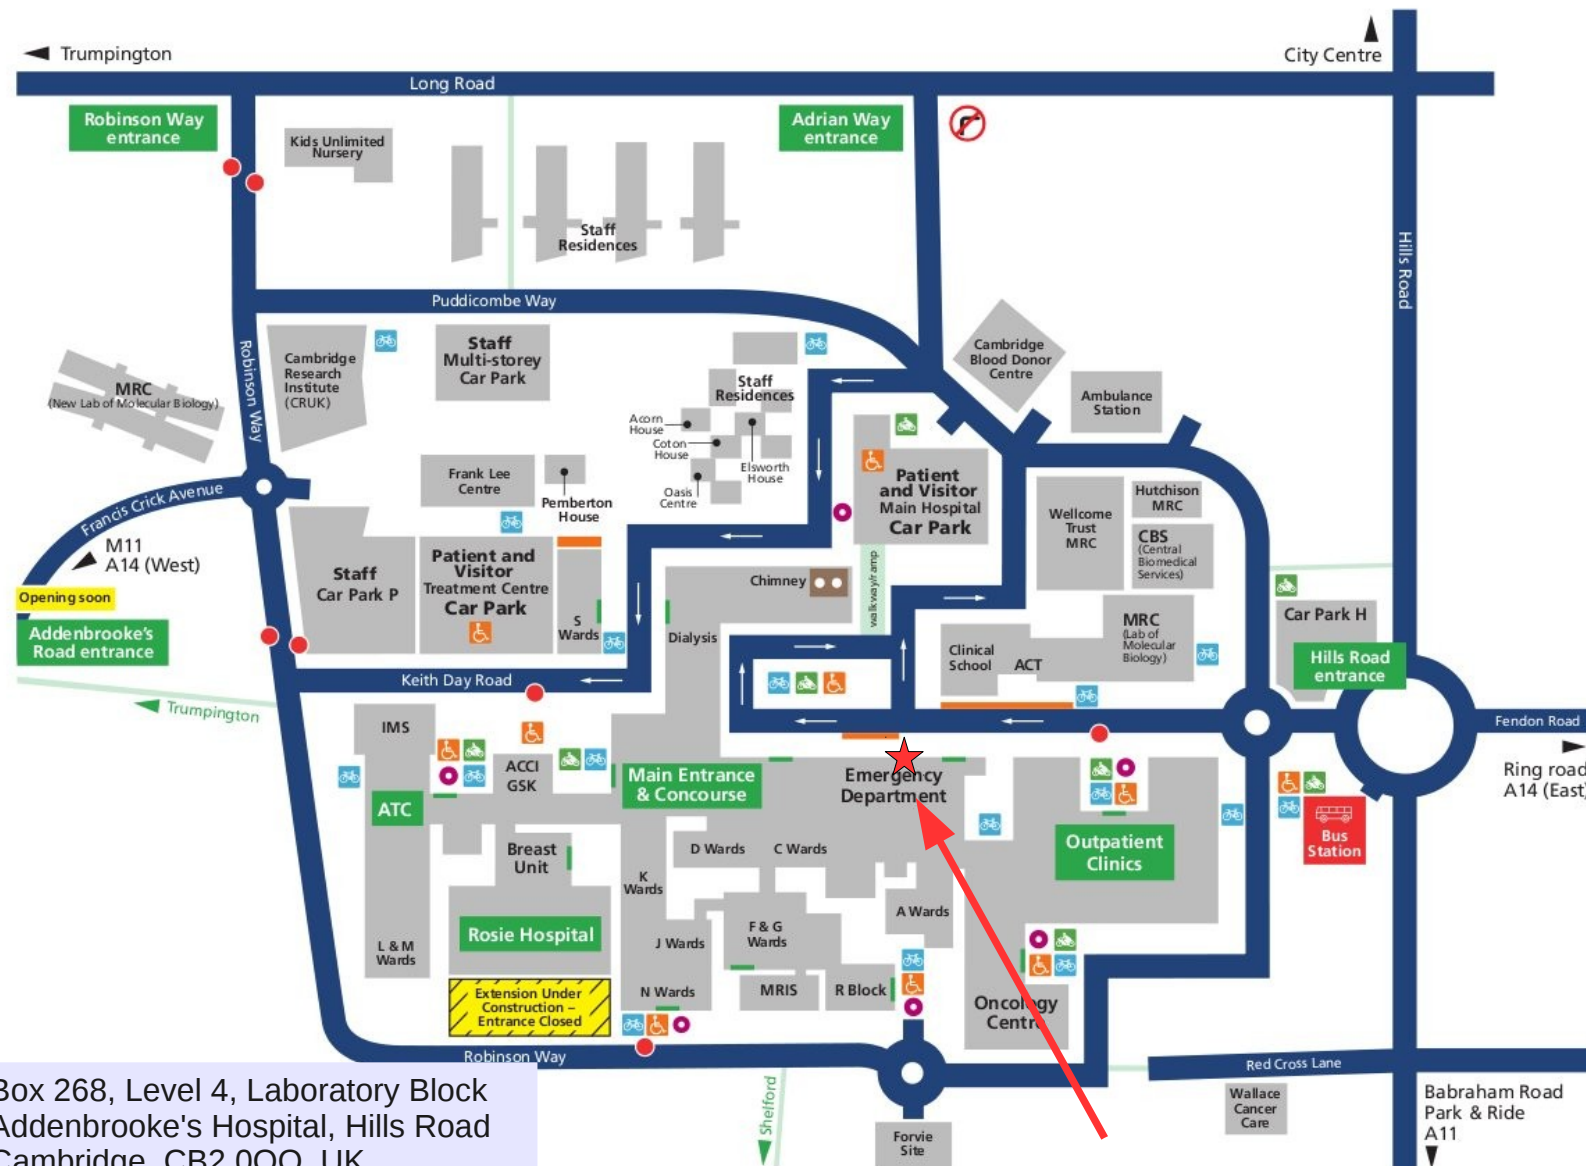 Trumpington
City Centre
Long Road
Robinson Way
entrance
Kids Unlimited
Nursery
Adrian Way
entrance
Staff
Residences
Hills Road
Puddicombe Way
Robinson Way
Cambridge
Research
Institute
(CRUK)
Staff
Multi-storey
Car Park
MRC
(New Lab of Molecular Biology)
Staff
Residences
Acorn
House
Coton
House
Elsworth
House
Oasis
Centre
Cambridge
Blood Donor
Centre
Ambulance
Station
Frank Lee
Centre
Pemberton
House
Patient
and Visitor
Main Hospital
Car Park
Wellcome
Trust
MRC
Hutchison
MRC
CBS
(Central
Biomedical
Services)
Francis Crick Avenue
M11
A14 (West)
Opening soon
Addenbrooke's
Road entrance
Staff
Car Park P
Patient and
Visitor
Treatment Centre
Car Park
S
Wards
Chimney
walkway/ramp
Dialysis
MRC
(Lab of
Molecular
Biology)
Clinical
School
ACT
Car Park H
Hills Road
entrance
Keith Day Road
Trumpington
Fendon Road
Ring road
A14 (East)
IMS
ACCI
GSK
ATC
Main Entrance
& Concourse
Emergency
Department
Outpatient
Clinics
Bus
Station
Breast
Unit
D Wards
C Wards
K
Wards
A Wards
Rosie Hospital
L & M
Wards
J Wards
F & G
Wards
N Wards
MRIS
R Block
Oncology
Centre
Extension Under
Construction –
Entrance Closed
Robinson Way
Red Cross Lane
Shelford
Forvie
Site
Wallace
Cancer
Care
Babraham Road
Park & Ride
A11
Box 268, Level 4, Laboratory Block
Addenbrooke's Hospital, Hills Road
Cambridge, CB2 0QQ, UK